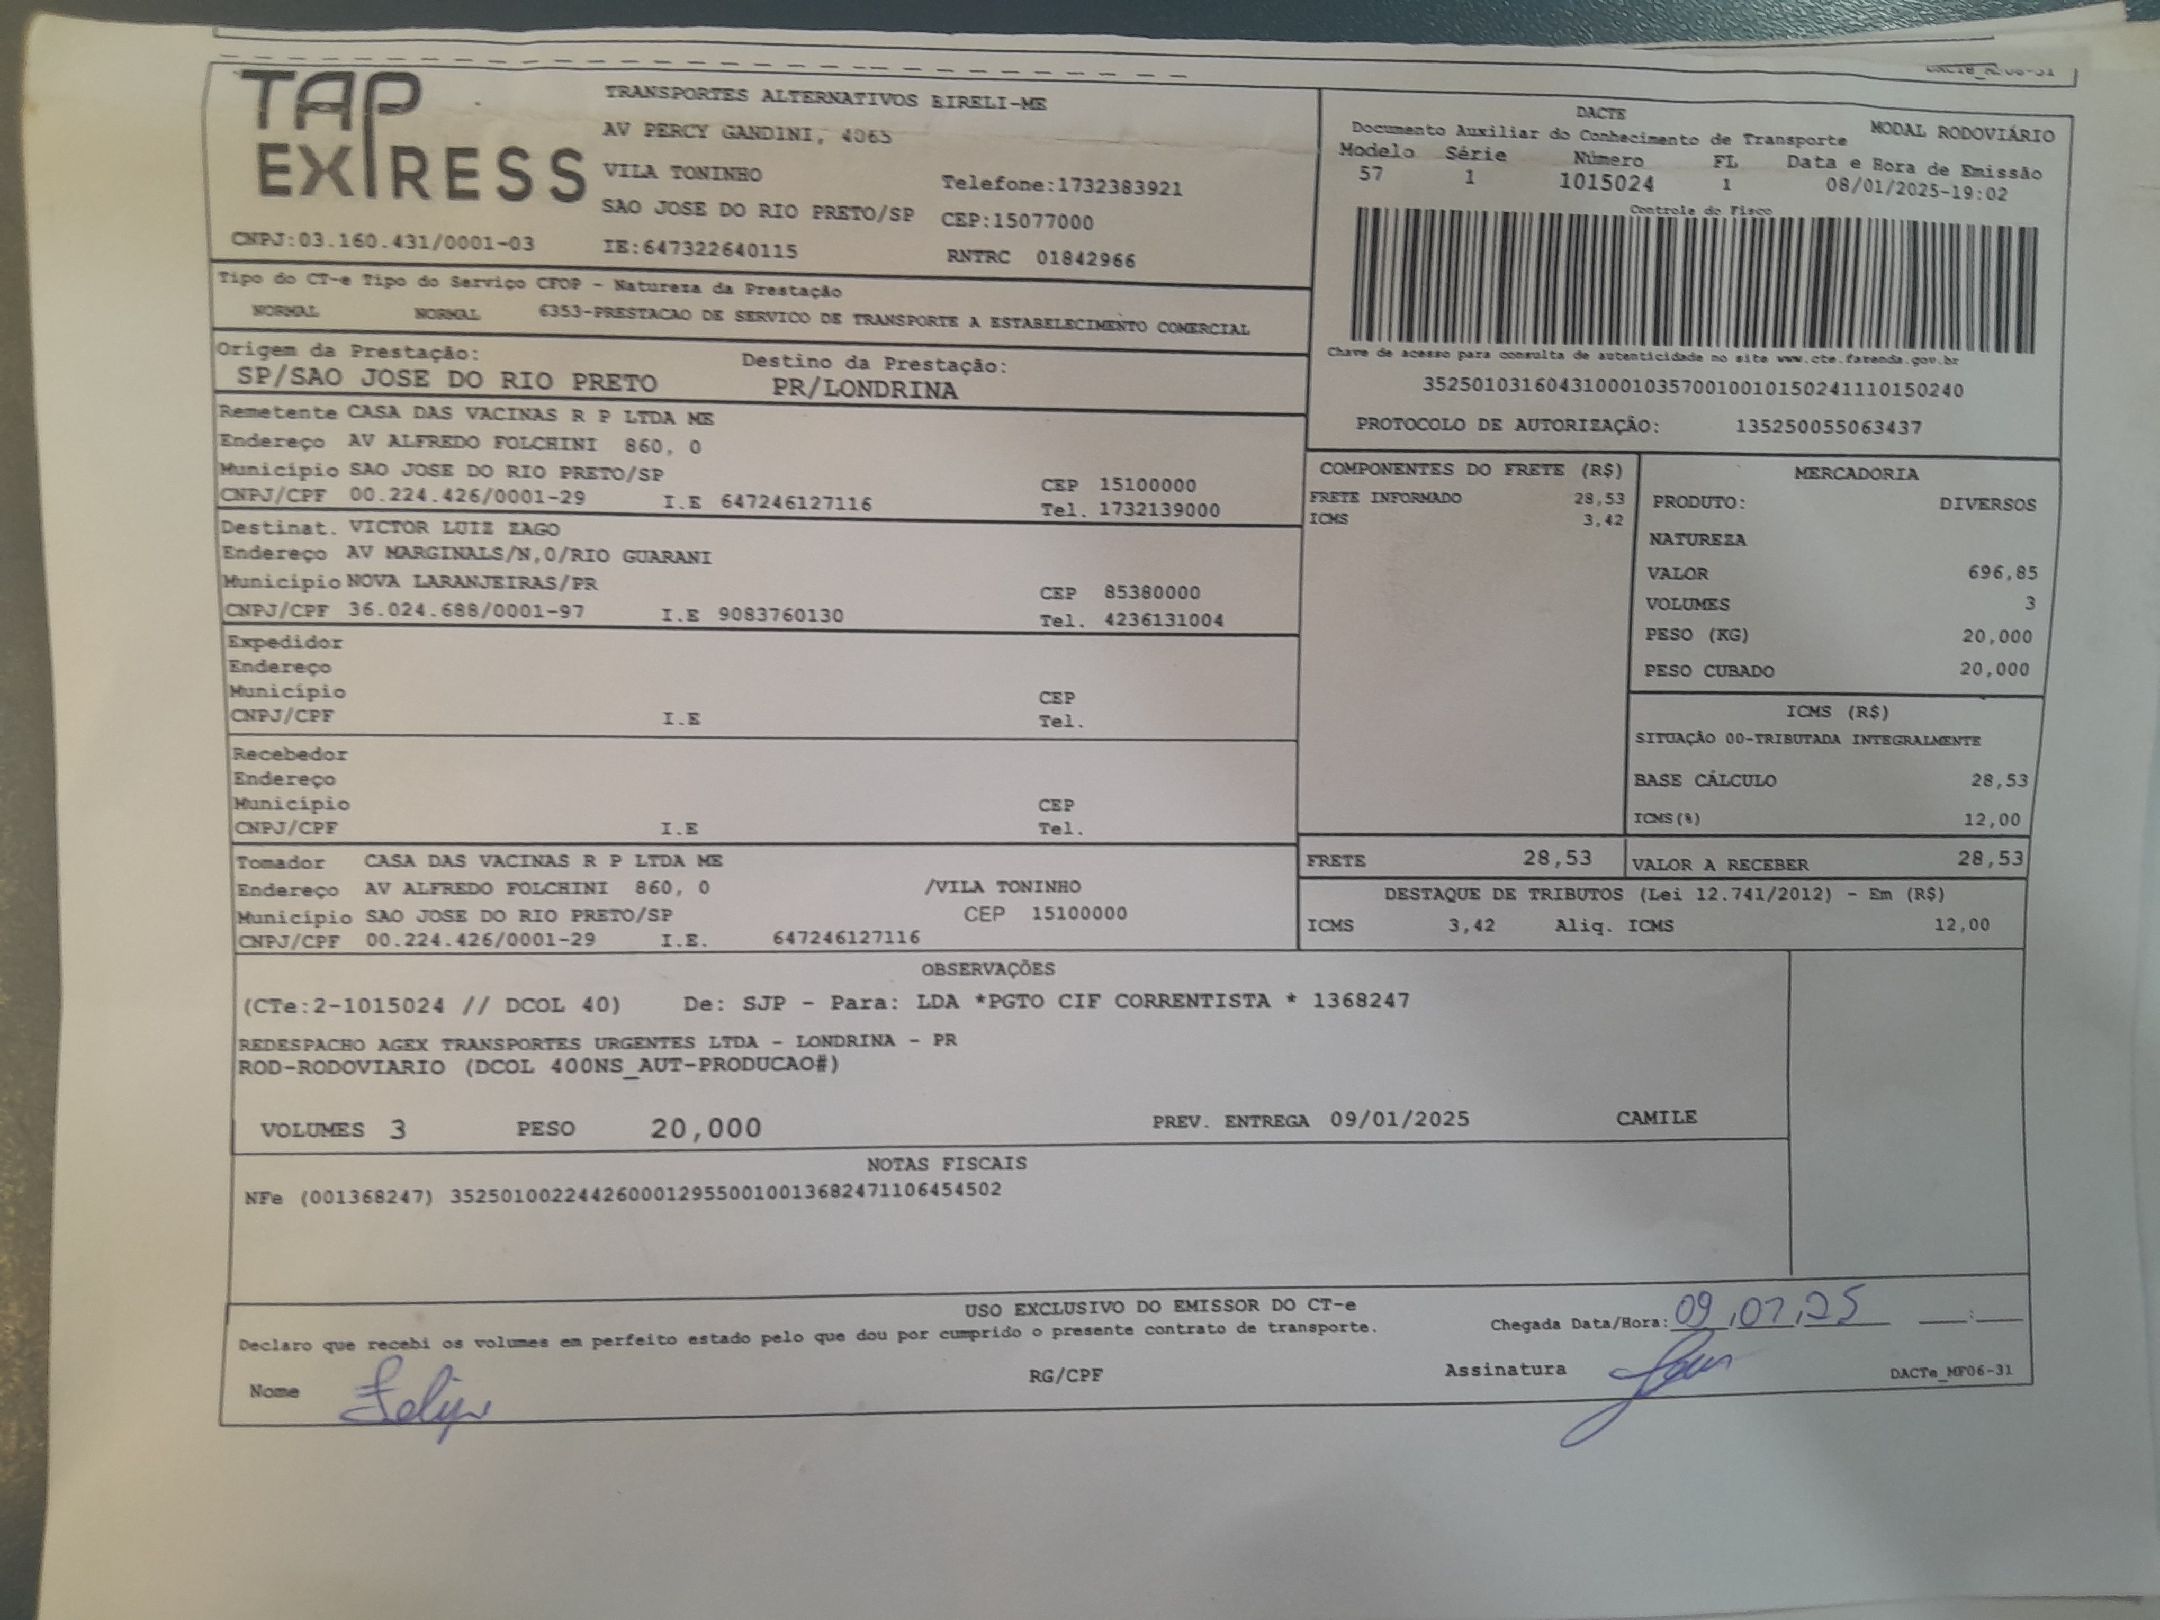 DACTe_MF06-31
TAP EXPRESS
TRANSPORTES ALTERNATIVOS EIRELI-ME
AV PERCY GANDINI, 4065
VILA TONINHO
Telefone:1732383921
SAO JOSE DO RIO PRETO/SP CEP:15077000
CNPJ:03.160.431/0001-03 IE:647322640115 RNTRC 01842966
DACTE
Documento Auxiliar do Conhecimento de Transporte MODAL RODOVIÁRIO
Modelo Série Número FL Data e Hora de Emissão
57 1 1015024 1 08/01/2025-19:02
Controle do Fisco
Chave de acesso para consulta de autenticidade no site www.cte.fazenda.gov.br
35250103160431000103570010010150241110150240
PROTOCOLO DE AUTORIZAÇÃO: 135250055063437
Tipo do CT-e Tipo do Serviço CFOP - Natureza da Prestação
NORMAL NORMAL 6353-PRESTACAO DE SERVICO DE TRANSPORTE A ESTABELECIMENTO COMERCIAL
Origem da Prestação: Destino da Prestação:
SP/SAO JOSE DO RIO PRETO PR/LONDRINA
Remetente CASA DAS VACINAS R P LTDA ME
Endereço AV ALFREDO FOLCHINI 860, 0
Município SAO JOSE DO RIO PRETO/SP CEP 15100000
CNPJ/CPF 00.224.426/0001-29 I.E 647246127116 Tel. 1732139000
Destinat. VICTOR LUIZ ZAGO
Endereço AV MARGINALS/N,0/RIO GUARANI
Município NOVA LARANJEIRAS/PR CEP 85380000
CNPJ/CPF 36.024.688/0001-97 I.E 9083760130 Tel. 4236131004
Expedidor
Endereço
Município CEP
CNPJ/CPF I.E Tel.
Recebedor
Endereço
Município CEP
CNPJ/CPF I.E Tel.
Tomador CASA DAS VACINAS R P LTDA ME
Endereço AV ALFREDO FOLCHINI 860, 0 /VILA TONINHO
Município SAO JOSE DO RIO PRETO/SP CEP 15100000
CNPJ/CPF 00.224.426/0001-29 I.E. 647246127116
COMPONENTES DO FRETE (R$)
FRETE INFORMADO 28,53
ICMS 3,42
MERCADORIA
PRODUTO: DIVERSOS
NATUREZA
VALOR 696,85
VOLUMES 3
PESO (KG) 20,000
PESO CUBADO 20,000
ICMS (R$)
SITUAÇÃO 00-TRIBUTADA INTEGRALMENTE
BASE CÁLCULO 28,53
ICMS(%) 12,00
FRETE 28,53 VALOR A RECEBER 28,53
DESTAQUE DE TRIBUTOS (Lei 12.741/2012) - Em (R$)
ICMS 3,42 Aliq. ICMS 12,00
OBSERVAÇÕES
(CTe:2-1015024 // DCOL 40) De: SJP - Para: LDA *PGTO CIF CORRENTISTA * 1368247
REDESPACHO AGEX TRANSPORTES URGENTES LTDA - LONDRINA - PR
ROD-RODOVIARIO (DCOL 400NS_AUT-PRODUCAO#)
VOLUMES 3 PESO 20,000 PREV. ENTREGA 09/01/2025 CAMILE
NOTAS FISCAIS
NFe (001368247) 35250100224426000129550010013682471106454502
USO EXCLUSIVO DO EMISSOR DO CT-e
Declaro que recebi os volumes em perfeito estado pelo que dou por cumprido o presente contrato de transporte.
Chegada Data/Hora: 09,01,25 :
Nome Felipe RG/CPF Assinatura DACTe_MF06-31